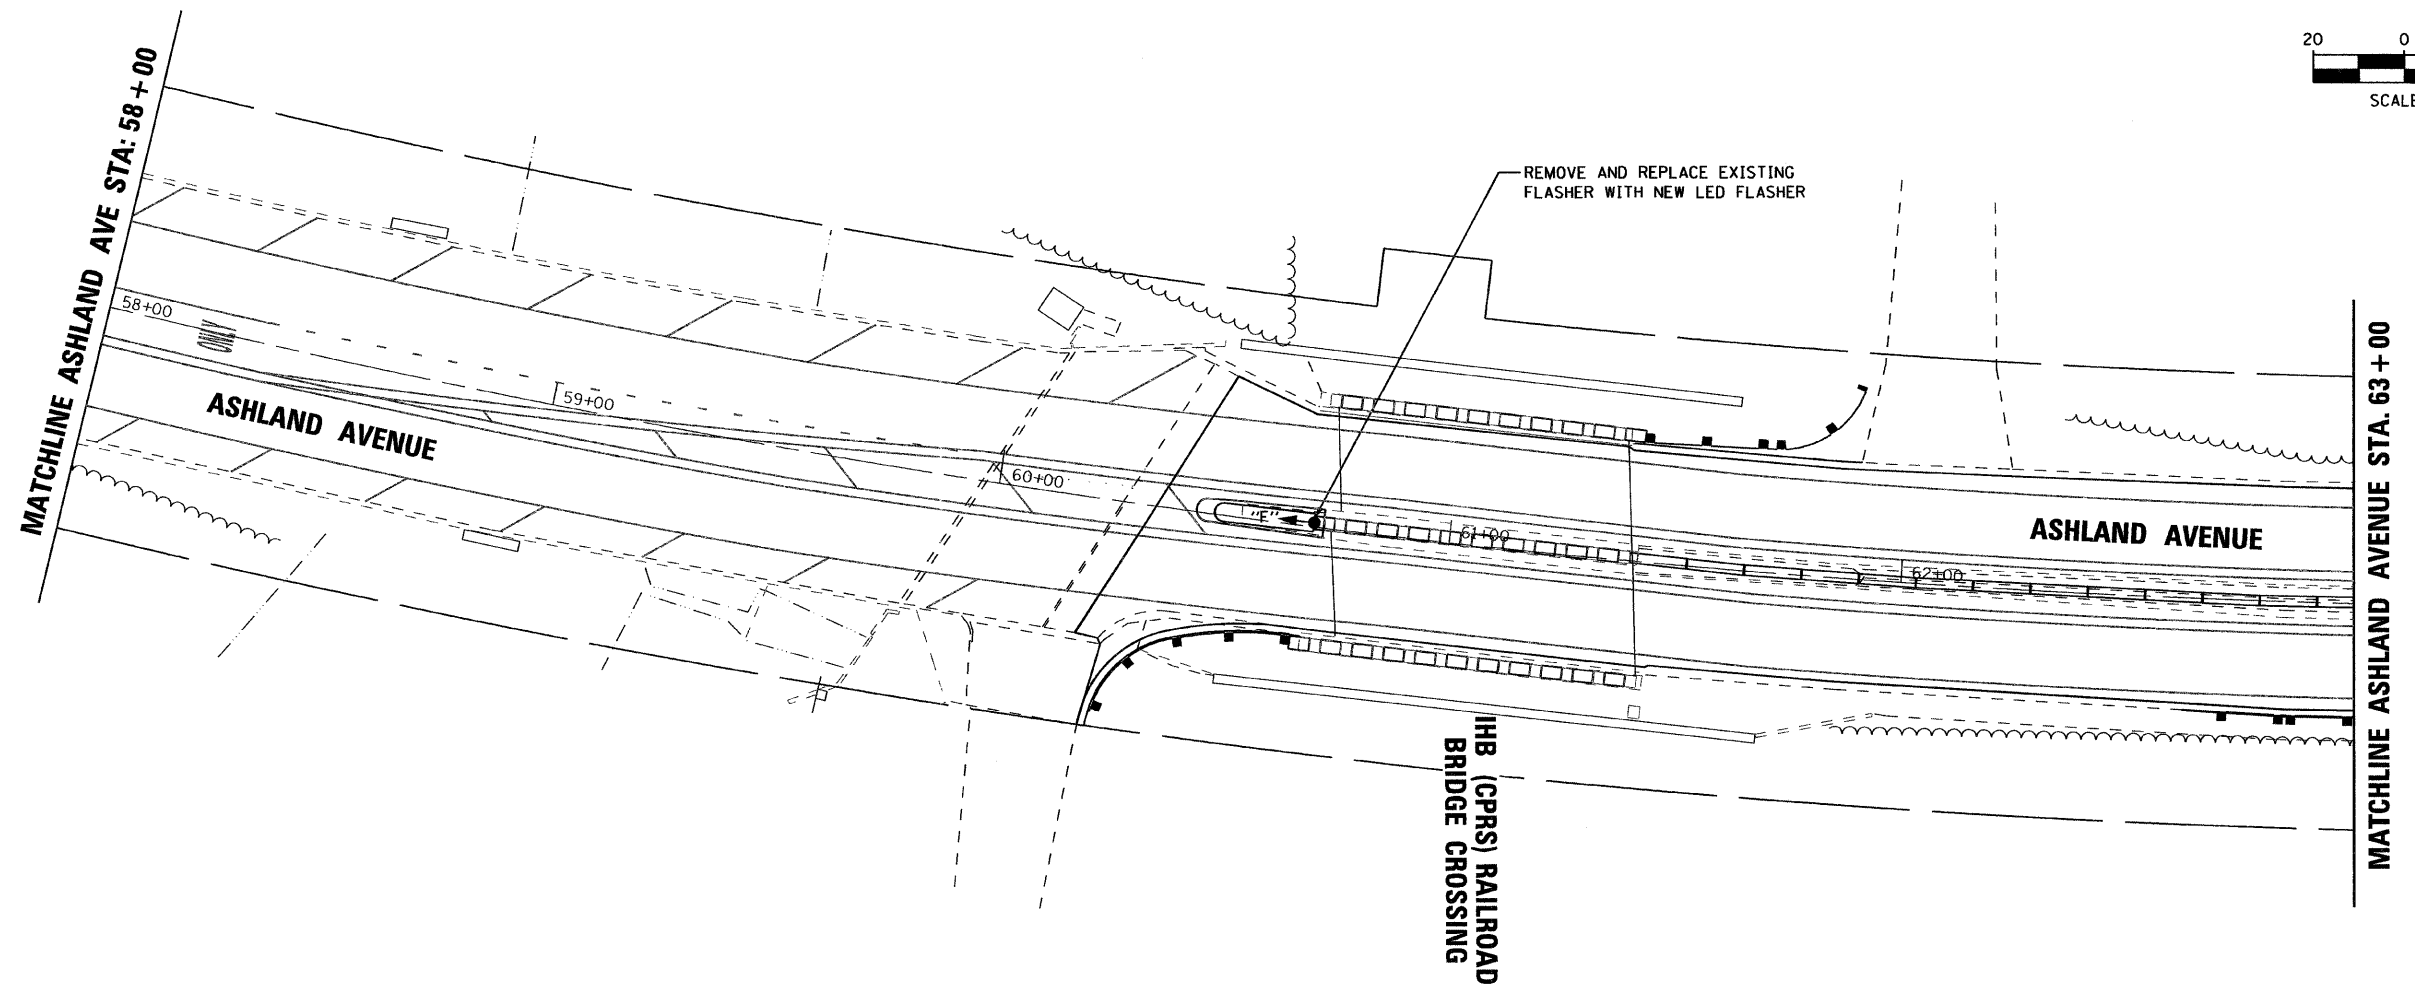 MATCHLINE ASHLAND AVE STA: 58+00
20 0
SCALE
REMOVE AND REPLACE EXISTING
FLASHER WITH NEW LED FLASHER
58+00
ASHLAND AVENUE
59+00
60+00
"F"
61+00
62+00
ASHLAND AVENUE
IHB (CPRS) RAILROAD
BRIDGE CROSSING
MATCHLINE ASHLAND AVENUE STA. 63+00